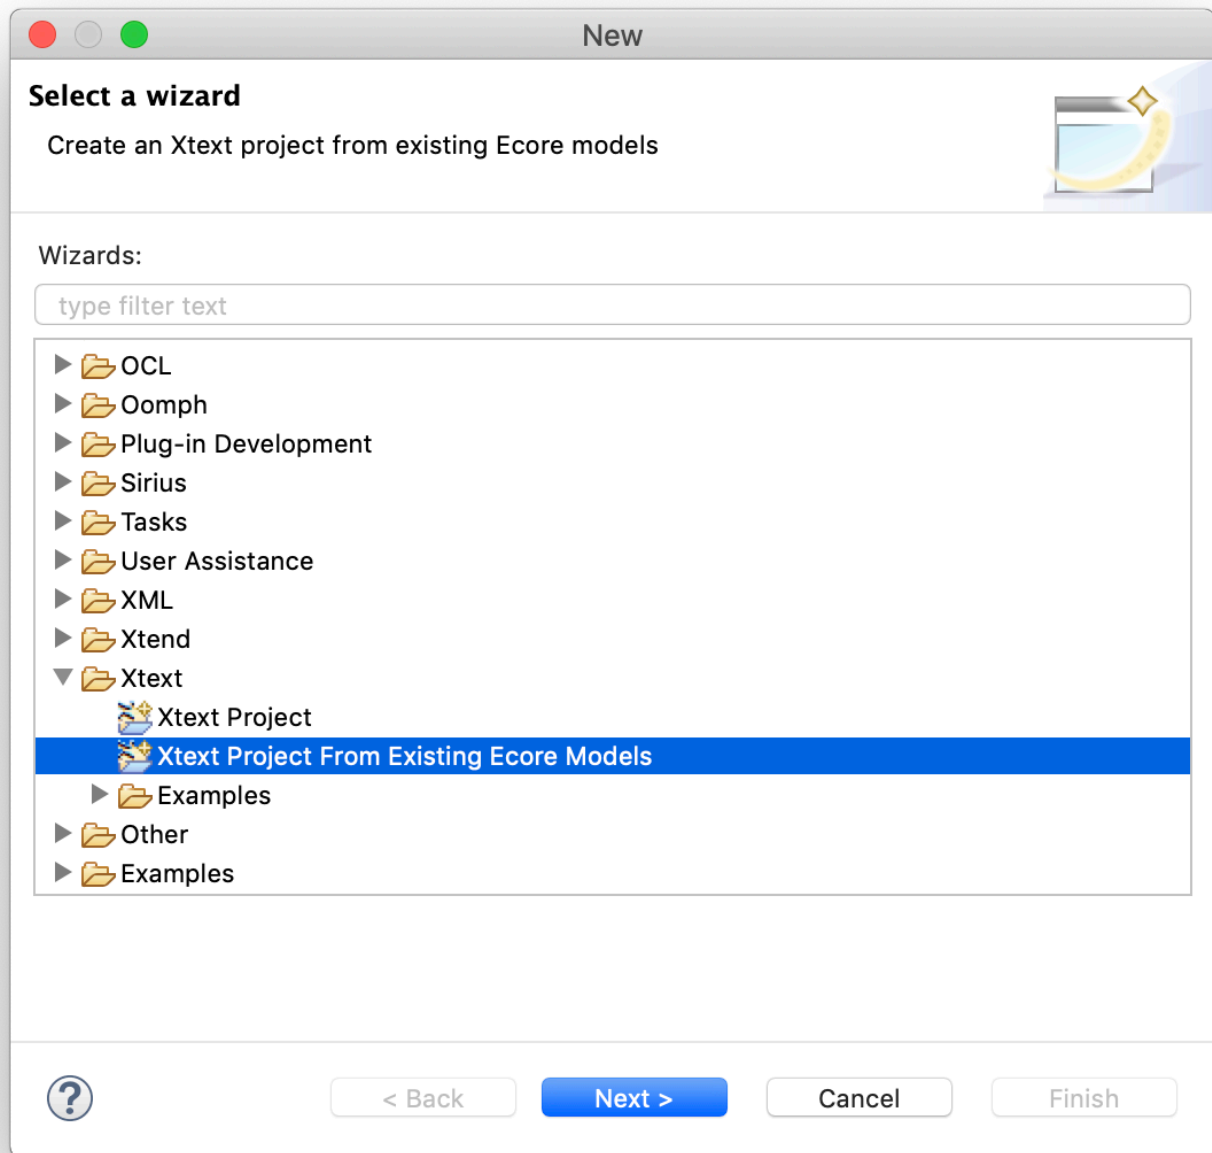 New
Select a wizard
Create an Xtext project from existing Ecore models
Wizards:
type filter text
OCL
Oomph
Plug-in Development
Sirius
Tasks
User Assistance
XML
Xtend
Xtext
Xtext Project
Xtext Project From Existing Ecore Models
Examples
Other
Examples
? < Back Next > Cancel Finish